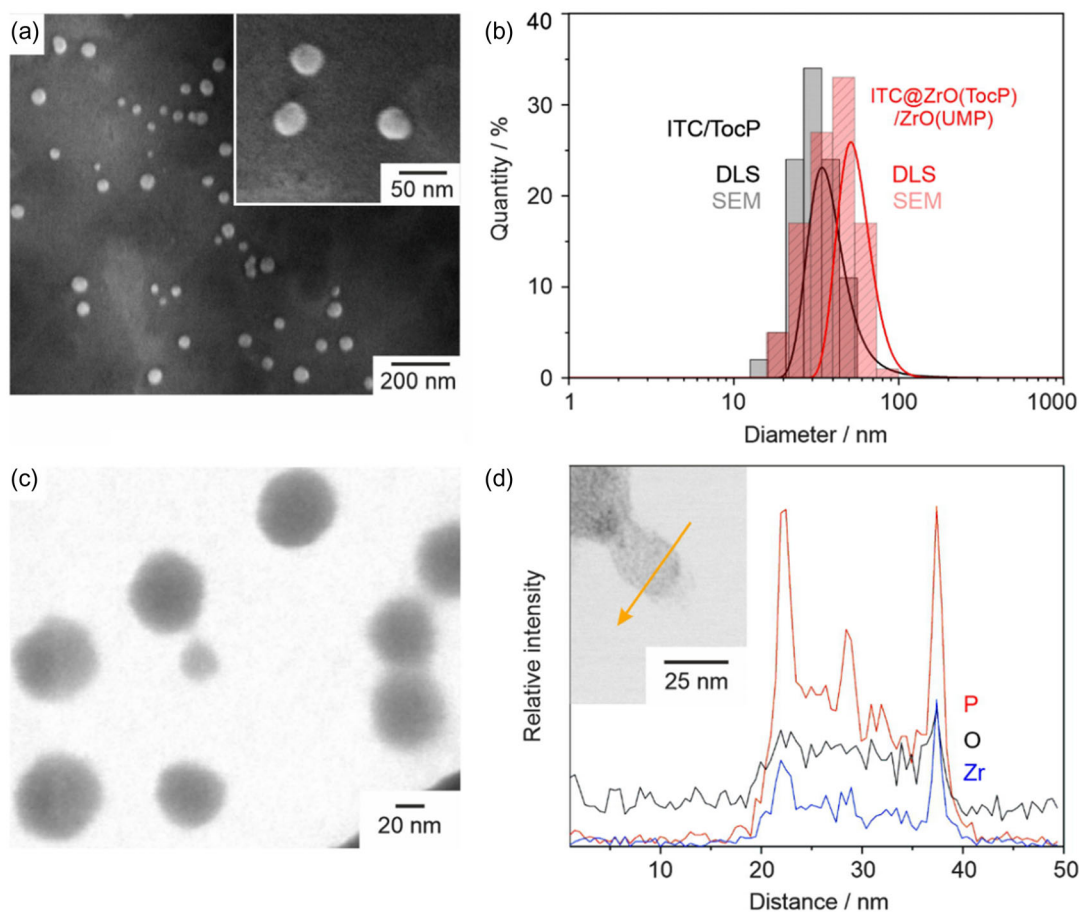 (a)
50 nm
200 nm
(b)
40
30
20
10
0
Quantity / %
ITC/TocP
DLS
SEM
ITC@ZrO(TocP)
/ZrO(UMP)
DLS
SEM
1
10
100
1000
Diameter / nm
(c)
20 nm
(d)
Relative intensity
25 nm
P
O
Zr
10
20
30
40
50
Distance / nm